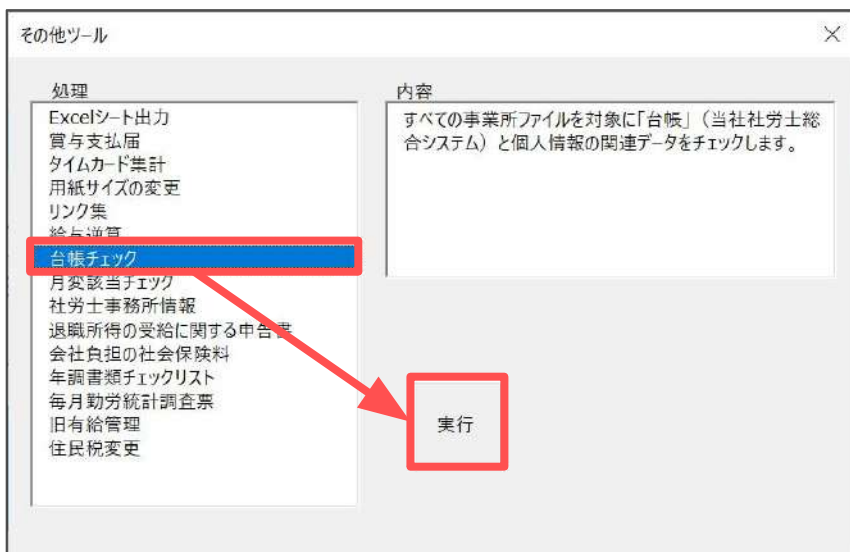 その他ツール
処理
Excelシート出力
賞与支払届
タイムカード集計
用紙サイズの変更
リンク集
給与逆算
台帳チェック
月変該当チェック
社労士事務所情報
退職所得の受給に関する申告書
会社負担の社会保険料
年調書類チェックリスト
毎月勤労統計調査票
旧有給管理
住民税変更
内容
すべての事業所ファイルを対象に「台帳」（当社社労士総
合システム）と個人情報の関連データをチェックします。
実行